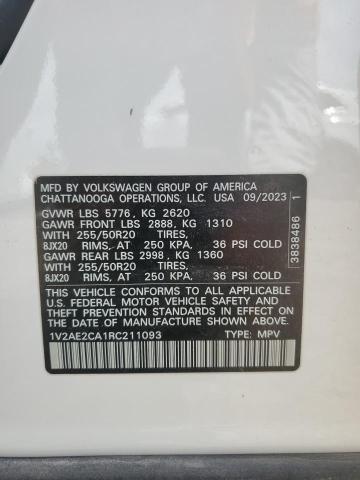 MFD BY VOLKSWAGEN GROUP OF AMERICA
CHATTANOOGA OPERATIONS, LLC. USA 09/2023
GVWR LBS 5776, KG 2620
GAWR FRONT LBS 2888, KG 1310
WITH 255/50R20 TIRES,
8JX20 RIMS, AT 250 KPA, 36 PSI COLD
GAWR REAR LBS 2998, KG 1360
WITH 255/50R20 TIRES,
8JX20 RIMS, AT 250 KPA, 36 PSI COLD
THIS VEHICLE CONFORMS TO ALL APPLICABLE
U.S. FEDERAL MOTOR VEHICLE SAFETY AND
THEFT PREVENTION STANDARDS IN EFFECT ON
THE DATE OF MANUFACTURE SHOWN ABOVE.
1V2AE2CA1RC211093 TYPE: MPV
3838486 1